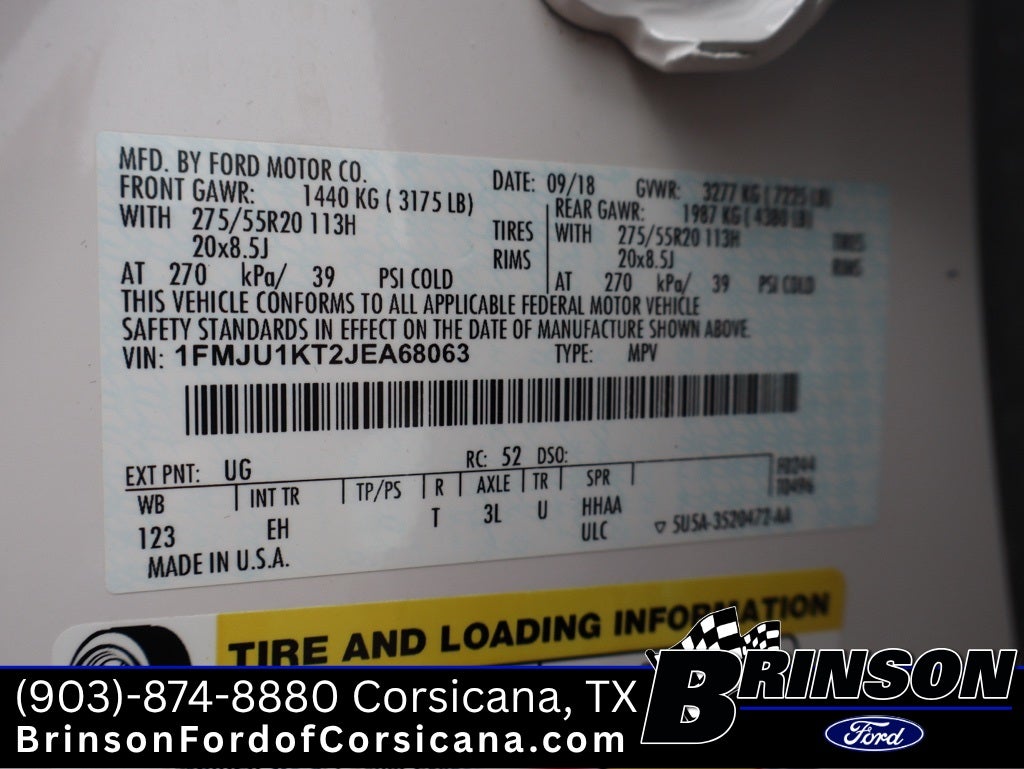 MFD. BY FORD MOTOR CO.
DATE: 09/18 GVWR: 3277 KG ( 7225 LB)
FRONT GAWR: 1440 KG ( 3175 LB)
REAR GAWR: 1987 KG ( 4380 LB)
WITH 275/55R20 113H TIRES
WITH 275/55R20 113H TIRES
20x8.5J RIMS
20x8.5J RIMS
AT 270 kPa/ 39 PSI COLD
AT 270 kPa/ 39 PSI COLD
THIS VEHICLE CONFORMS TO ALL APPLICABLE FEDERAL MOTOR VEHICLE
SAFETY STANDARDS IN EFFECT ON THE DATE OF MANUFACTURE SHOWN ABOVE.
VIN: 1FMJU1KT2JEA68063 TYPE: MPV
EXT PNT: UG RC: 52 DSO:
WB INT TR TP/PS R AXLE TR SPR
123 EH T 3L U HHAA
ULC
MADE IN U.S.A.
▽ 5U5A-3520472-AA
TIRE AND LOADING INFORMATION
(903)-874-8880 Corsicana, TX
BrinsonFordofCorsicana.com
BRINSON
Ford